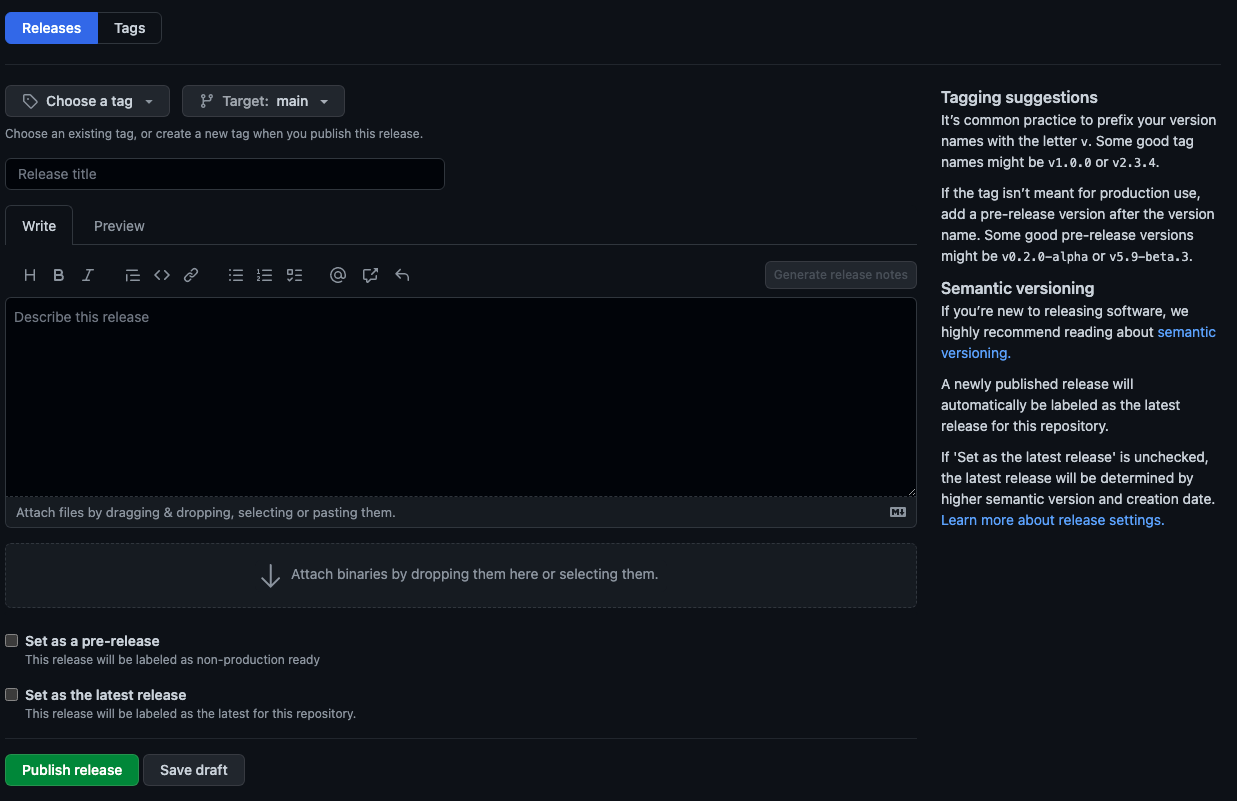 Releases Tags
Choose a tag Target: main
Choose an existing tag, or create a new tag when you publish this release.
Release title
Write Preview
H B I Generate release notes
Describe this release
Attach files by dragging & dropping, selecting or pasting them.
Attach binaries by dropping them here or selecting them.
Set as a pre-release
This release will be labeled as non-production ready
Set as the latest release
This release will be labeled as the latest for this repository.
Publish release Save draft
Tagging suggestions
It’s common practice to prefix your version
names with the letter v. Some good tag
names might be v1.0.0 or v2.3.4.
If the tag isn’t meant for production use,
add a pre-release version after the version
name. Some good pre-release versions
might be v0.2.0-alpha or v5.9-beta.3.
Semantic versioning
If you’re new to releasing software, we
highly recommend reading about semantic
versioning.
A newly published release will
automatically be labeled as the latest
release for this repository.
If 'Set as the latest release' is unchecked,
the latest release will be determined by
higher semantic version and creation date.
Learn more about release settings.